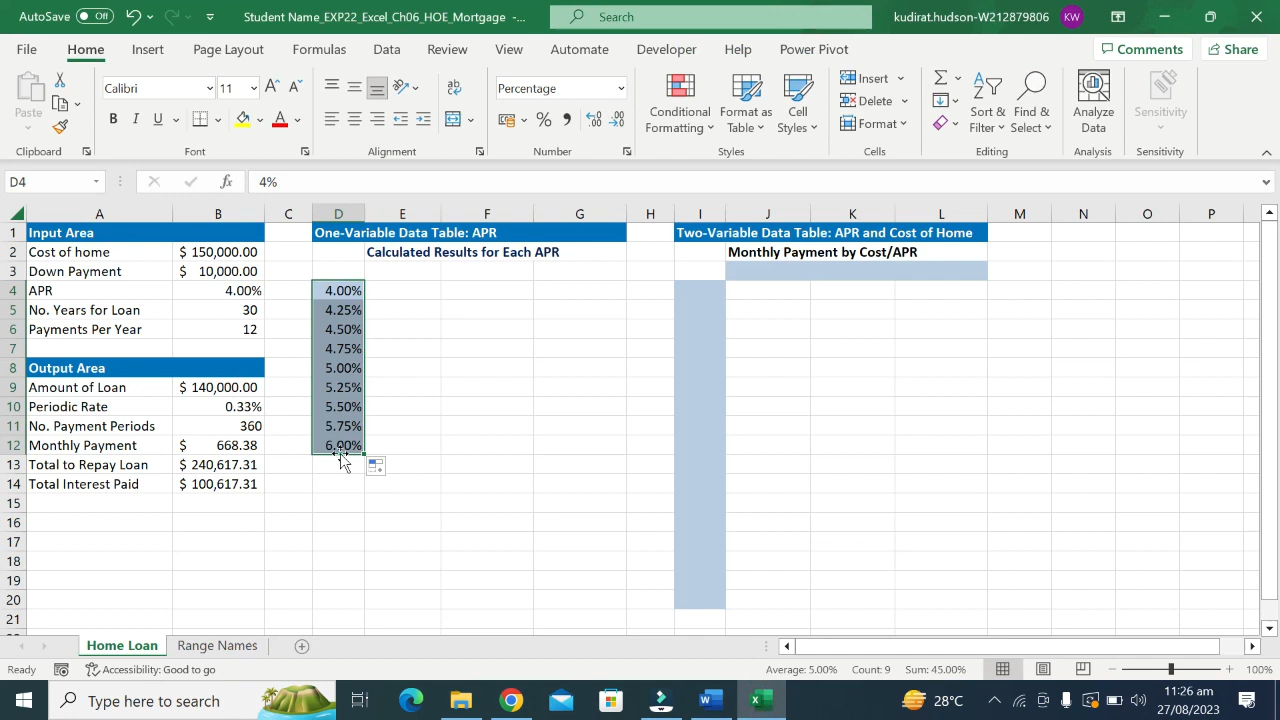 AutoSave Off Student Name_EXP22_Excel_Ch06_HOE_Mortgage -... Search kudirat.hudson-W212879806 KW
File Home Insert Page Layout Formulas Data Review View Automate Developer Help Power Pivot Comments Share
Paste Calibri 11 B I U A Percentage Conditional Formatting Format as Table Cell Styles Insert Delete Format Sort & Filter Find & Select Analyze Data Sensitivity
Clipboard Font Alignment Number Styles Cells Editing Analysis Sensitivity
D4 fx 4%
A B C D E F G H I J K L M N O P
1 Input Area One-Variable Data Table: APR Two-Variable Data Table: APR and Cost of Home
2 Cost of home $ 150,000.00 Calculated Results for Each APR Monthly Payment by Cost/APR
3 Down Payment $ 10,000.00
4 APR 4.00% 4.00%
5 No. Years for Loan 30 4.25%
6 Payments Per Year 12 4.50%
7 4.75%
8 Output Area 5.00%
9 Amount of Loan $ 140,000.00 5.25%
10 Periodic Rate 0.33% 5.50%
11 No. Payment Periods 360 5.75%
12 Monthly Payment $ 668.38 6.00%
13 Total to Repay Loan $ 240,617.31
14 Total Interest Paid $ 100,617.31
15
16
17
18
19
20
21
Home Loan Range Names
Ready Accessibility: Good to go Average: 5.00% Count: 9 Sum: 45.00% 100%
Type here to search 28°C 11:26 am
27/08/2023